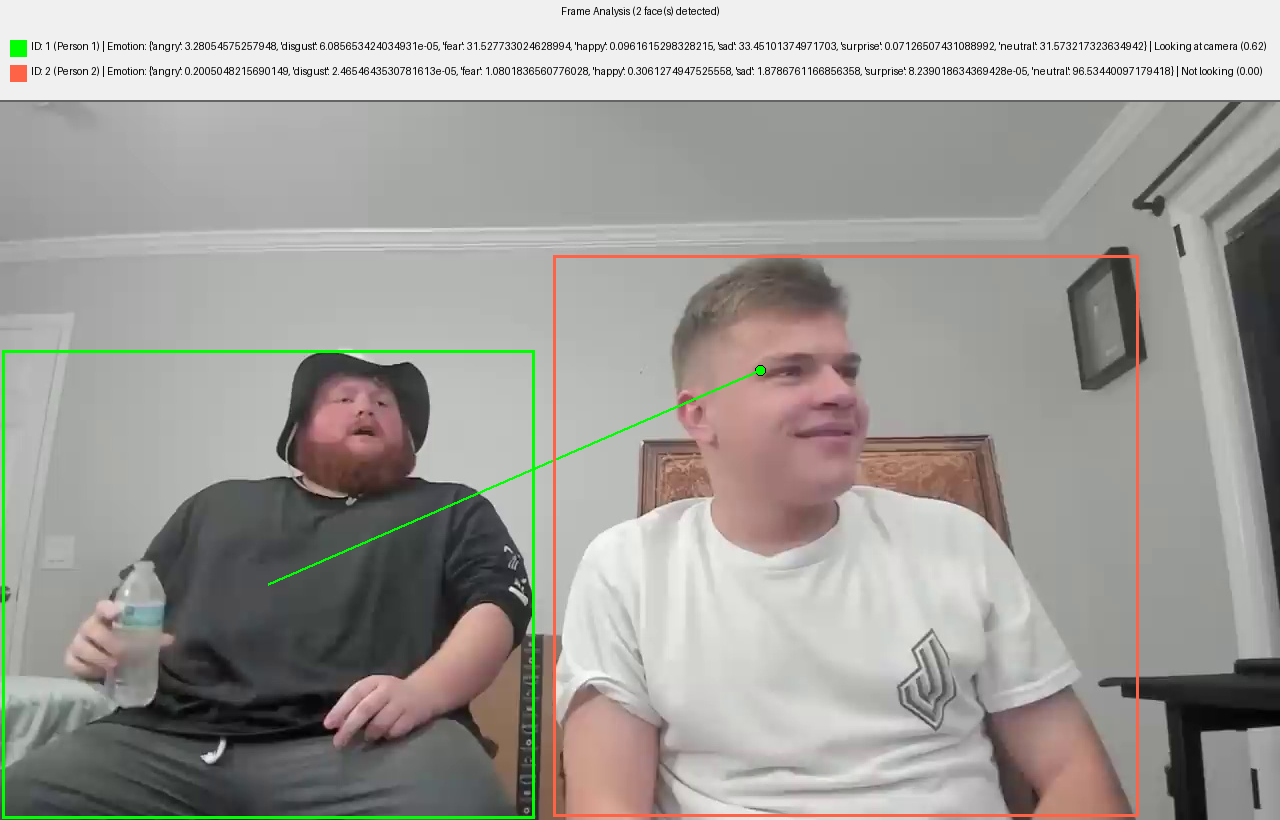 Frame Analysis (2 face(s) detected)
ID: 1 (Person 1) | Emotion: {'angry': 3.28054575257948, 'disgust': 6.085653424034931e-05, 'fear': 31.527733024628994, 'happy': 0.0961615298328215, 'sad': 33.45101374971703, 'surprise': 0.07126507431088992, 'neutral': 31.573217323634942} | Looking at camera (0.62)
ID: 2 (Person 2) | Emotion: {'angry': 0.2005048215690149, 'disgust': 2.4654643530781613e-05, 'fear': 1.0801836560776028, 'happy': 0.3061274947525558, 'sad': 1.8786761166856358, 'surprise': 8.239018634369428e-05, 'neutral': 96.53440097179418} | Not looking (0.00)